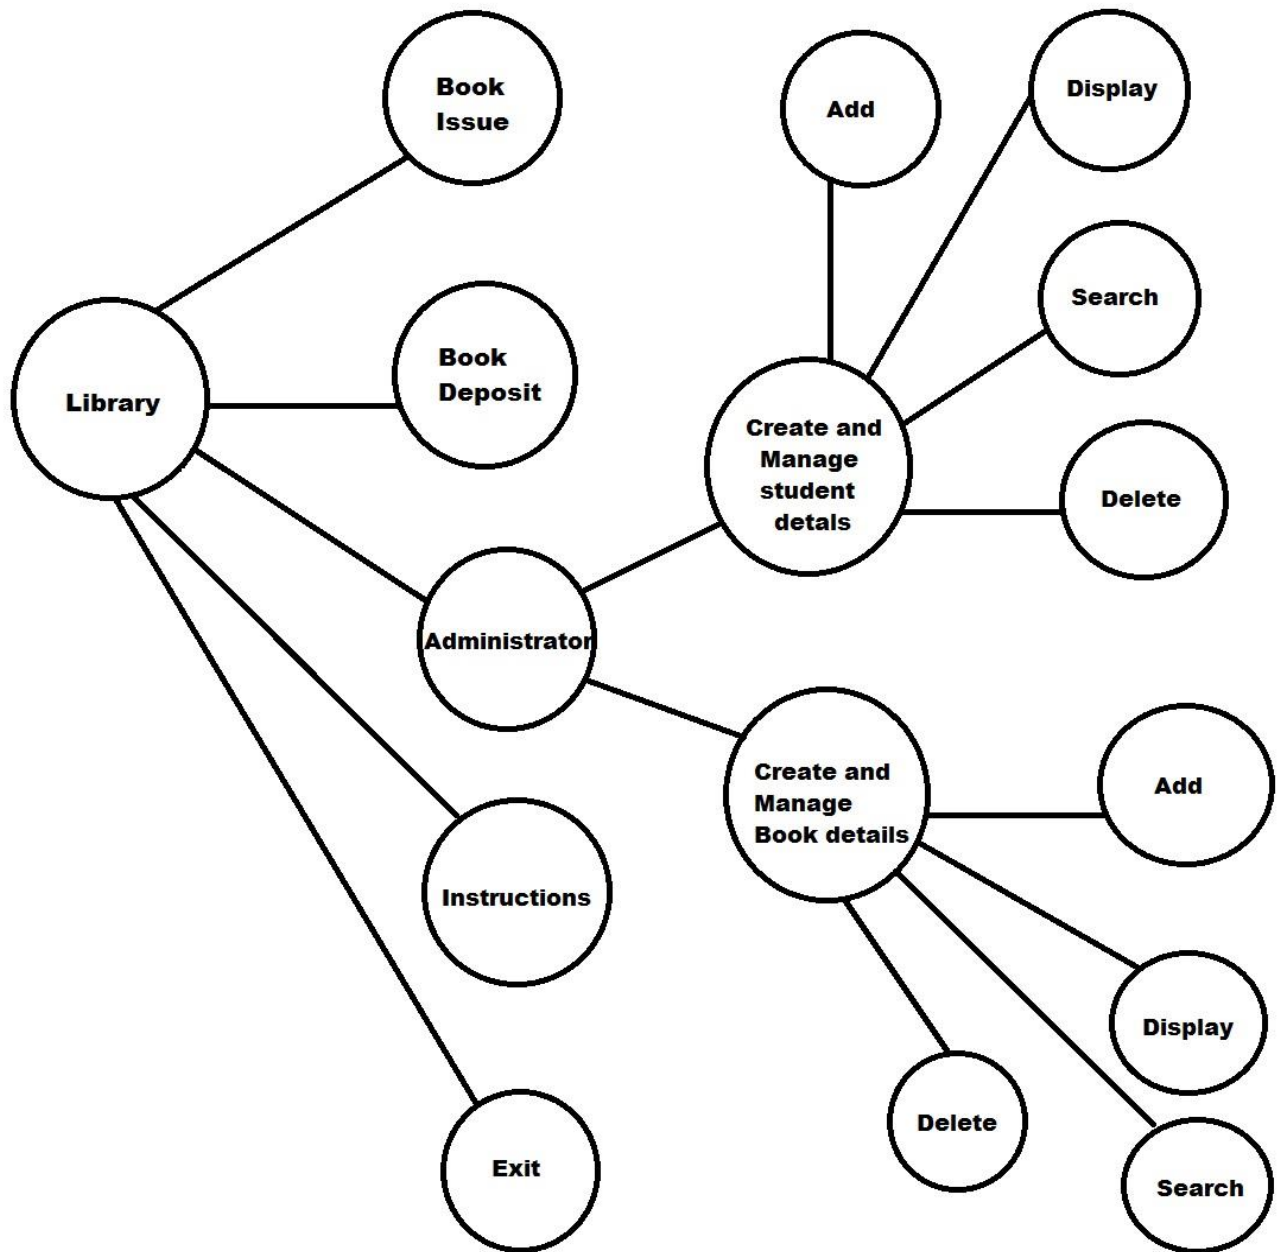 Book
Issue
Add
Display
Search
Book
Deposit
Library
Create and
Manage
student
detals
Delete
Administrator
Create and
Manage
Book details
Add
Instructions
Display
Delete
Exit
Search